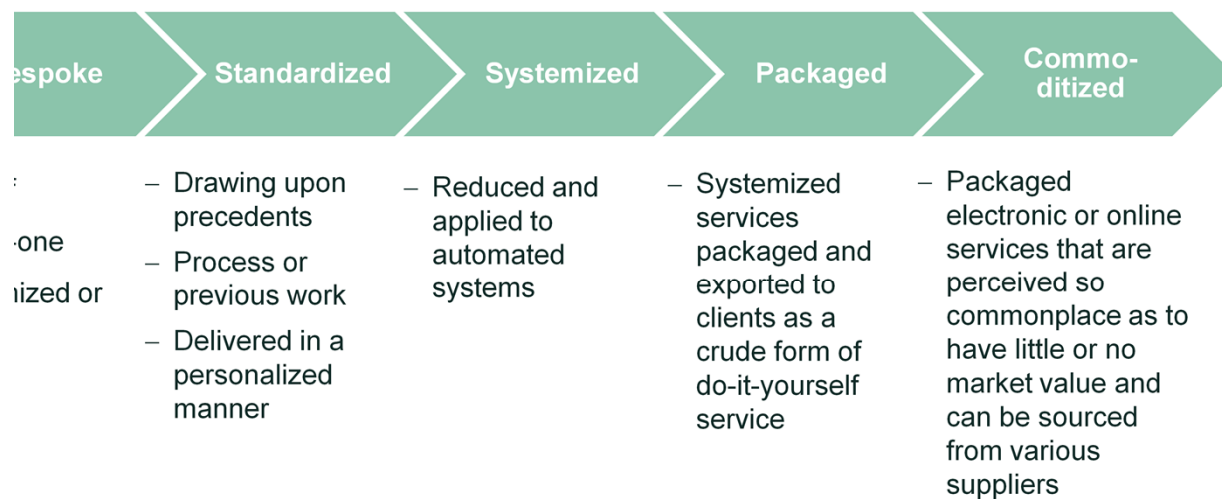 Standardized
Systemized
Packaged
Commo-
ditized
– Drawing upon
precedents
– Process or
previous work
– Delivered in a
personalized
manner
– Reduced and
applied to
automated
systems
– Systemized
services
packaged and
exported to
clients as a
crude form of
do-it-yourself
service
– Packaged
electronic or online
services that are
perceived so
commonplace as to
have little or no
market value and
can be sourced
from various
suppliers
-one
or